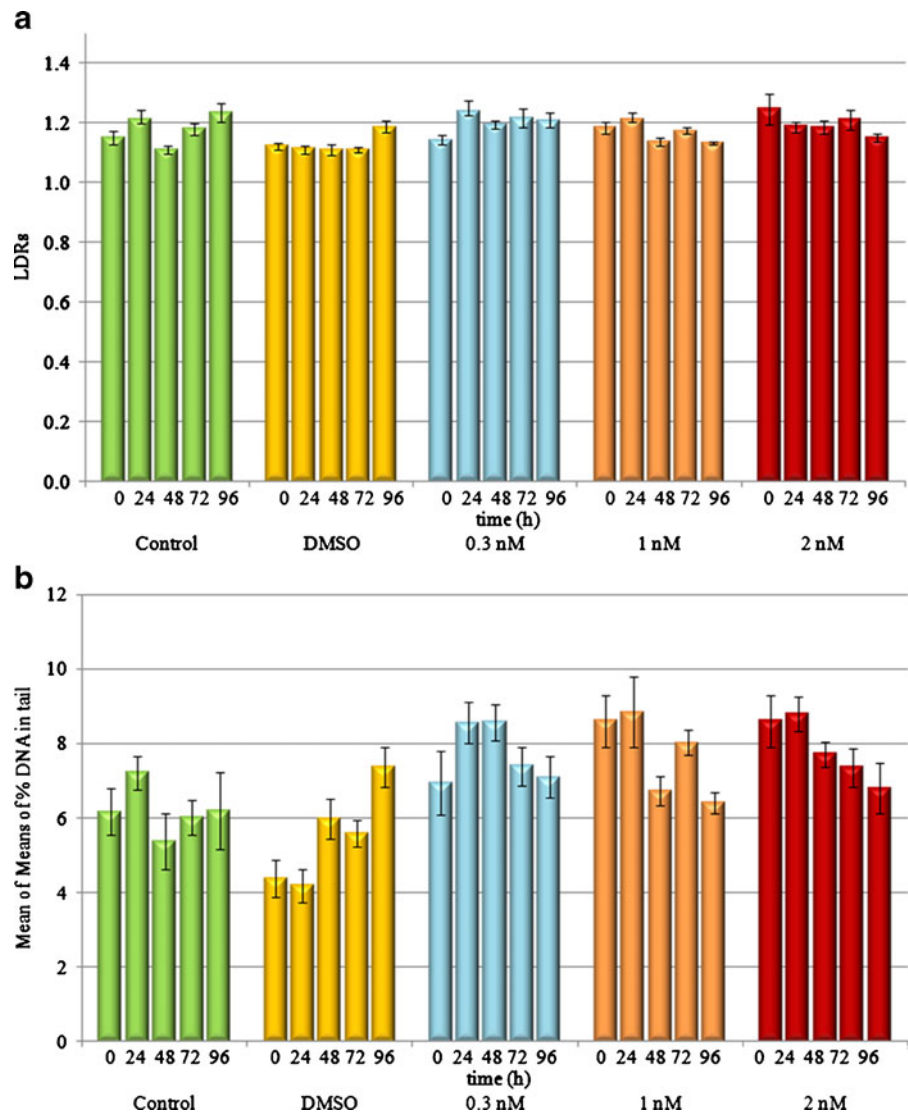 a
1.4
1.2
1.0
0.8
0.6
0.4
0.2
0.0
LDRs
0 24 48 72 96 0 24 48 72 96 0 24 48 72 96 0 24 48 72 96 0 24 48 72 96
time (h)
Control DMSO 0.3 nM 1 nM 2 nM
b
12
10
8
6
4
2
0
Mean of Means of % DNA in tail
0 24 48 72 96 0 24 48 72 96 0 24 48 72 96 0 24 48 72 96 0 24 48 72 96
time (h)
Control DMSO 0.3 nM 1 nM 2 nM